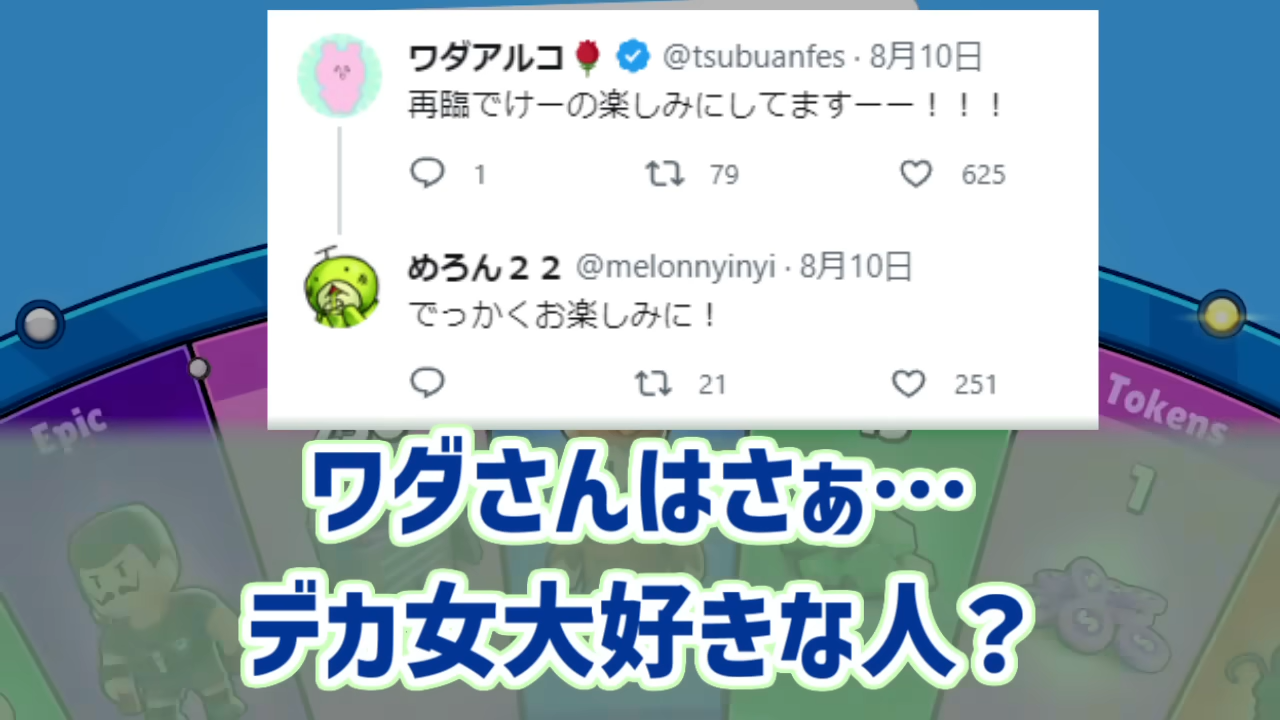 ワダアルコ🌹 @tsubuanfes · 8月10日
再臨でけーの楽しみにしてますーー！！！
1 79 625
めろん２２ @melonnyinyi · 8月10日
でっかくお楽しみに！
21 251
Epic
Tokens
1
ワダさんはさぁ…
デカ女大好きな人？